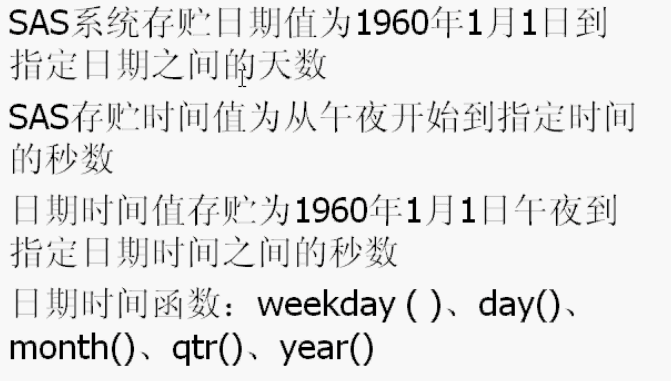 SAS系统存贮日期值为1960年1月1日到
指定日期之间的天数
SAS存贮时间值为从午夜开始到指定时间
的秒数
日期时间值存贮为1960年1月1日午夜到
指定日期时间之间的秒数
日期时间函数：weekday ( )、day()、
month()、qtr()、year()